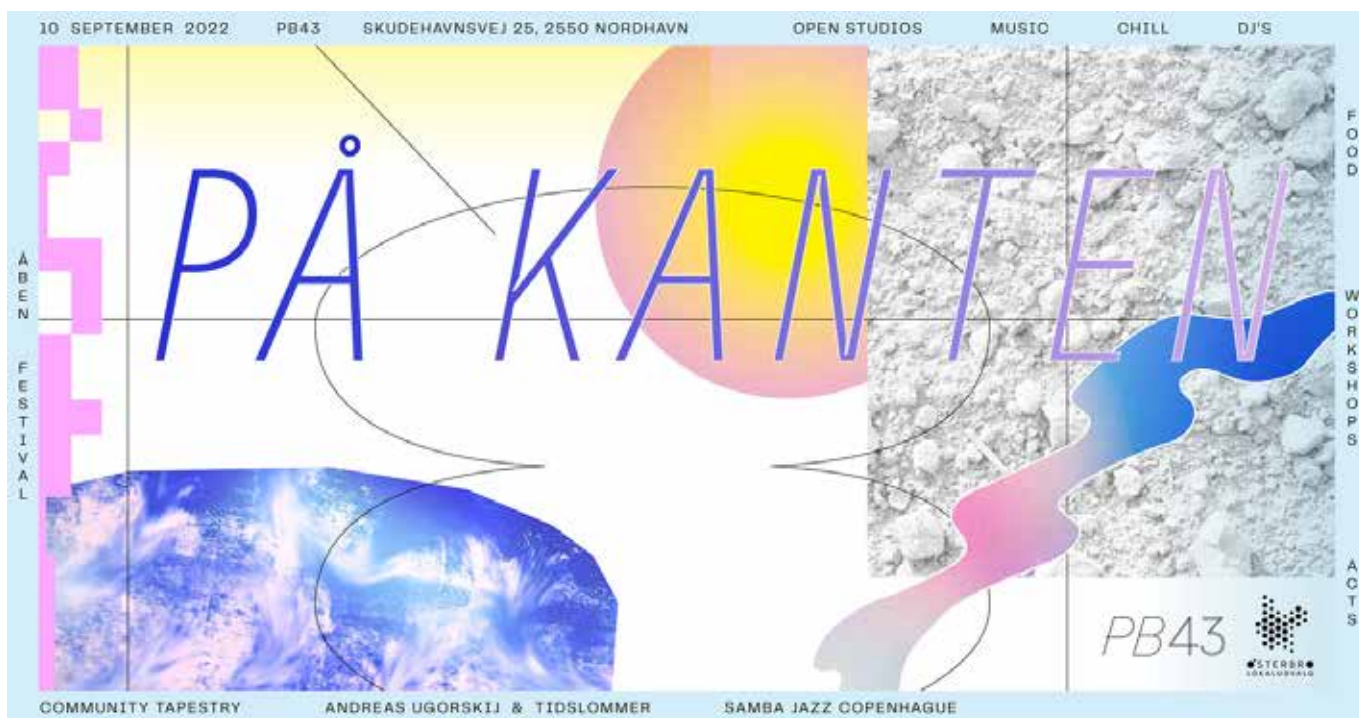 10 SEPTEMBER 2022 PB43 SKUDEHAVNSVEJ 25, 2550 NORDHAVN OPEN STUDIOS MUSIC CHILL DJ'S
PÅ KANTEN
ÅBEN FESTIVAL
FOOD WORKSHOPS ACTS
PB43
ØSTERBRO
LOKALUDVALG
COMMUNITY TAPESTRY ANDREAS UGORSKIJ & TIDSLOMMER SAMBA JAZZ COPENHAGUE